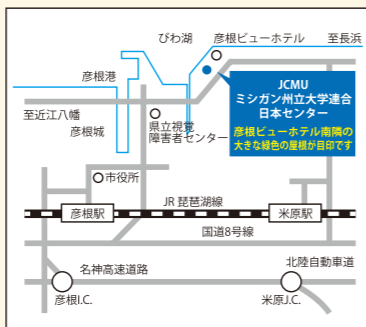 びわ湖
彦根ビューホテル
至長浜
彦根港
JCMU
ミシガン州立大学連合
日本センター
彦根ビューホテル南隣の
大きな緑色の屋根が目印です
至近江八幡
彦根城
県立視覚
障害者センター
市役所
JR 琵琶湖線
彦根駅
米原駅
国道8号線
名神高速道路
北陸自動車道
彦根I.C.
米原J.C.